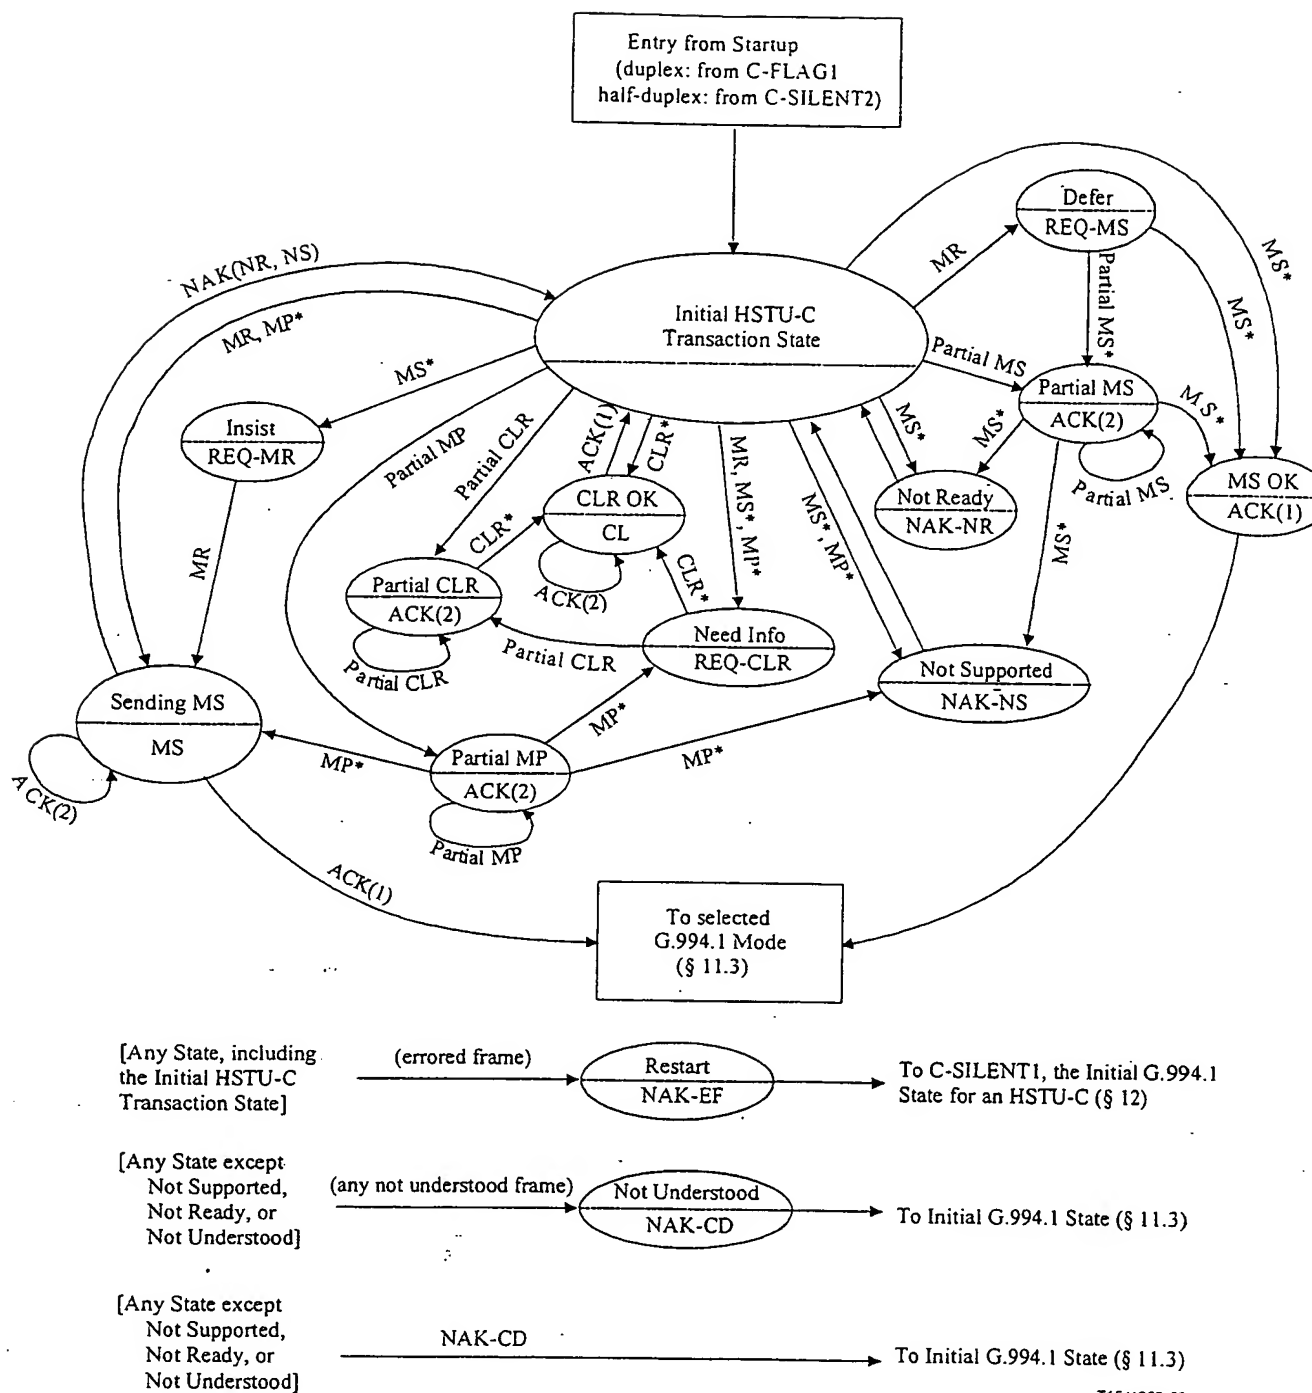 Entry from Startup
(duplex: from C-FLAG1
half-duplex: from C-SILENT2)
Defer
REQ-MS
NAK(NR, NS)
MR, MP*
MR
MS*
Partial MS*
MS*
Initial HSTU-C
Transaction State
Partial MS
MS*
Partial MS
ACK(2)
MS*
Insist
REQ-MR
Partial MP
Partial CLR
ACK(1)
CLR*
MR, MS*, MP*
MS*, MP*
MS*
MS*
Not Ready
NAK-NR
Partial MS
MS OK
ACK(1)
CLR OK
CL
ACK(2)
CLR*
CLR*
MS*
MR
Partial CLR
ACK(2)
Partial CLR
Partial CLR
Need Info
REQ-CLR
Not Supported
NAK-NS
Sending MS
MS
ACK(2)
MP*
Partial MP
ACK(2)
Partial MP
MP*
MP*
ACK(1)
To selected
G.994.1 Mode
(§ 11.3)
[Any State, including
the Initial HSTU-C
Transaction State]
(errored frame)
Restart
NAK-EF
To C-SILENT1, the Initial G.994.1
State for an HSTU-C (§ 12)
[Any State except
Not Supported,
Not Ready, or
Not Understood]
(any not understood frame)
Not Understood
NAK-CD
To Initial G.994.1 State (§ 11.3)
[Any State except
Not Supported,
Not Ready, or
Not Understood]
NAK-CD
To Initial G.994.1 State (§ 11.3)